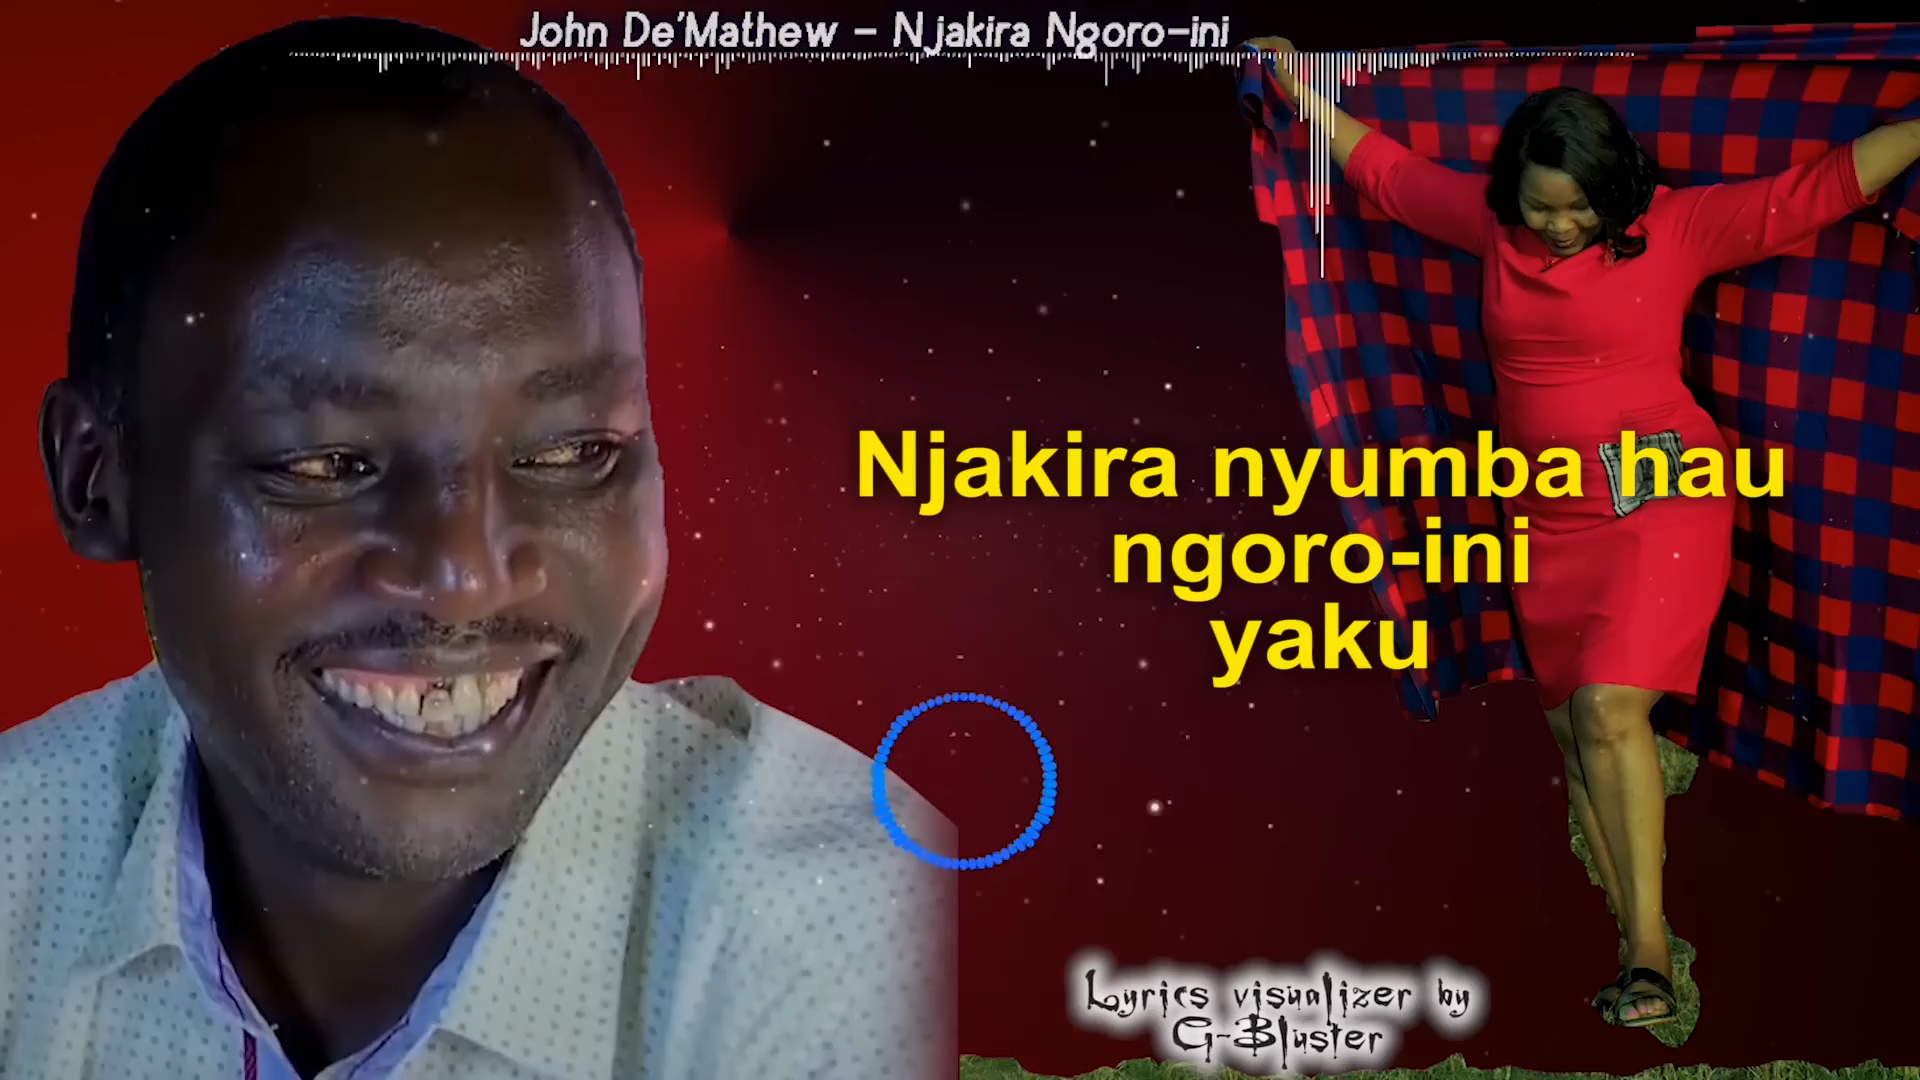 John De'Mathew - Njakira Ngoro-ini
Njakira nyumba hau
ngoro-ini
yaku
Lyrics visualizer by
G-Bluster